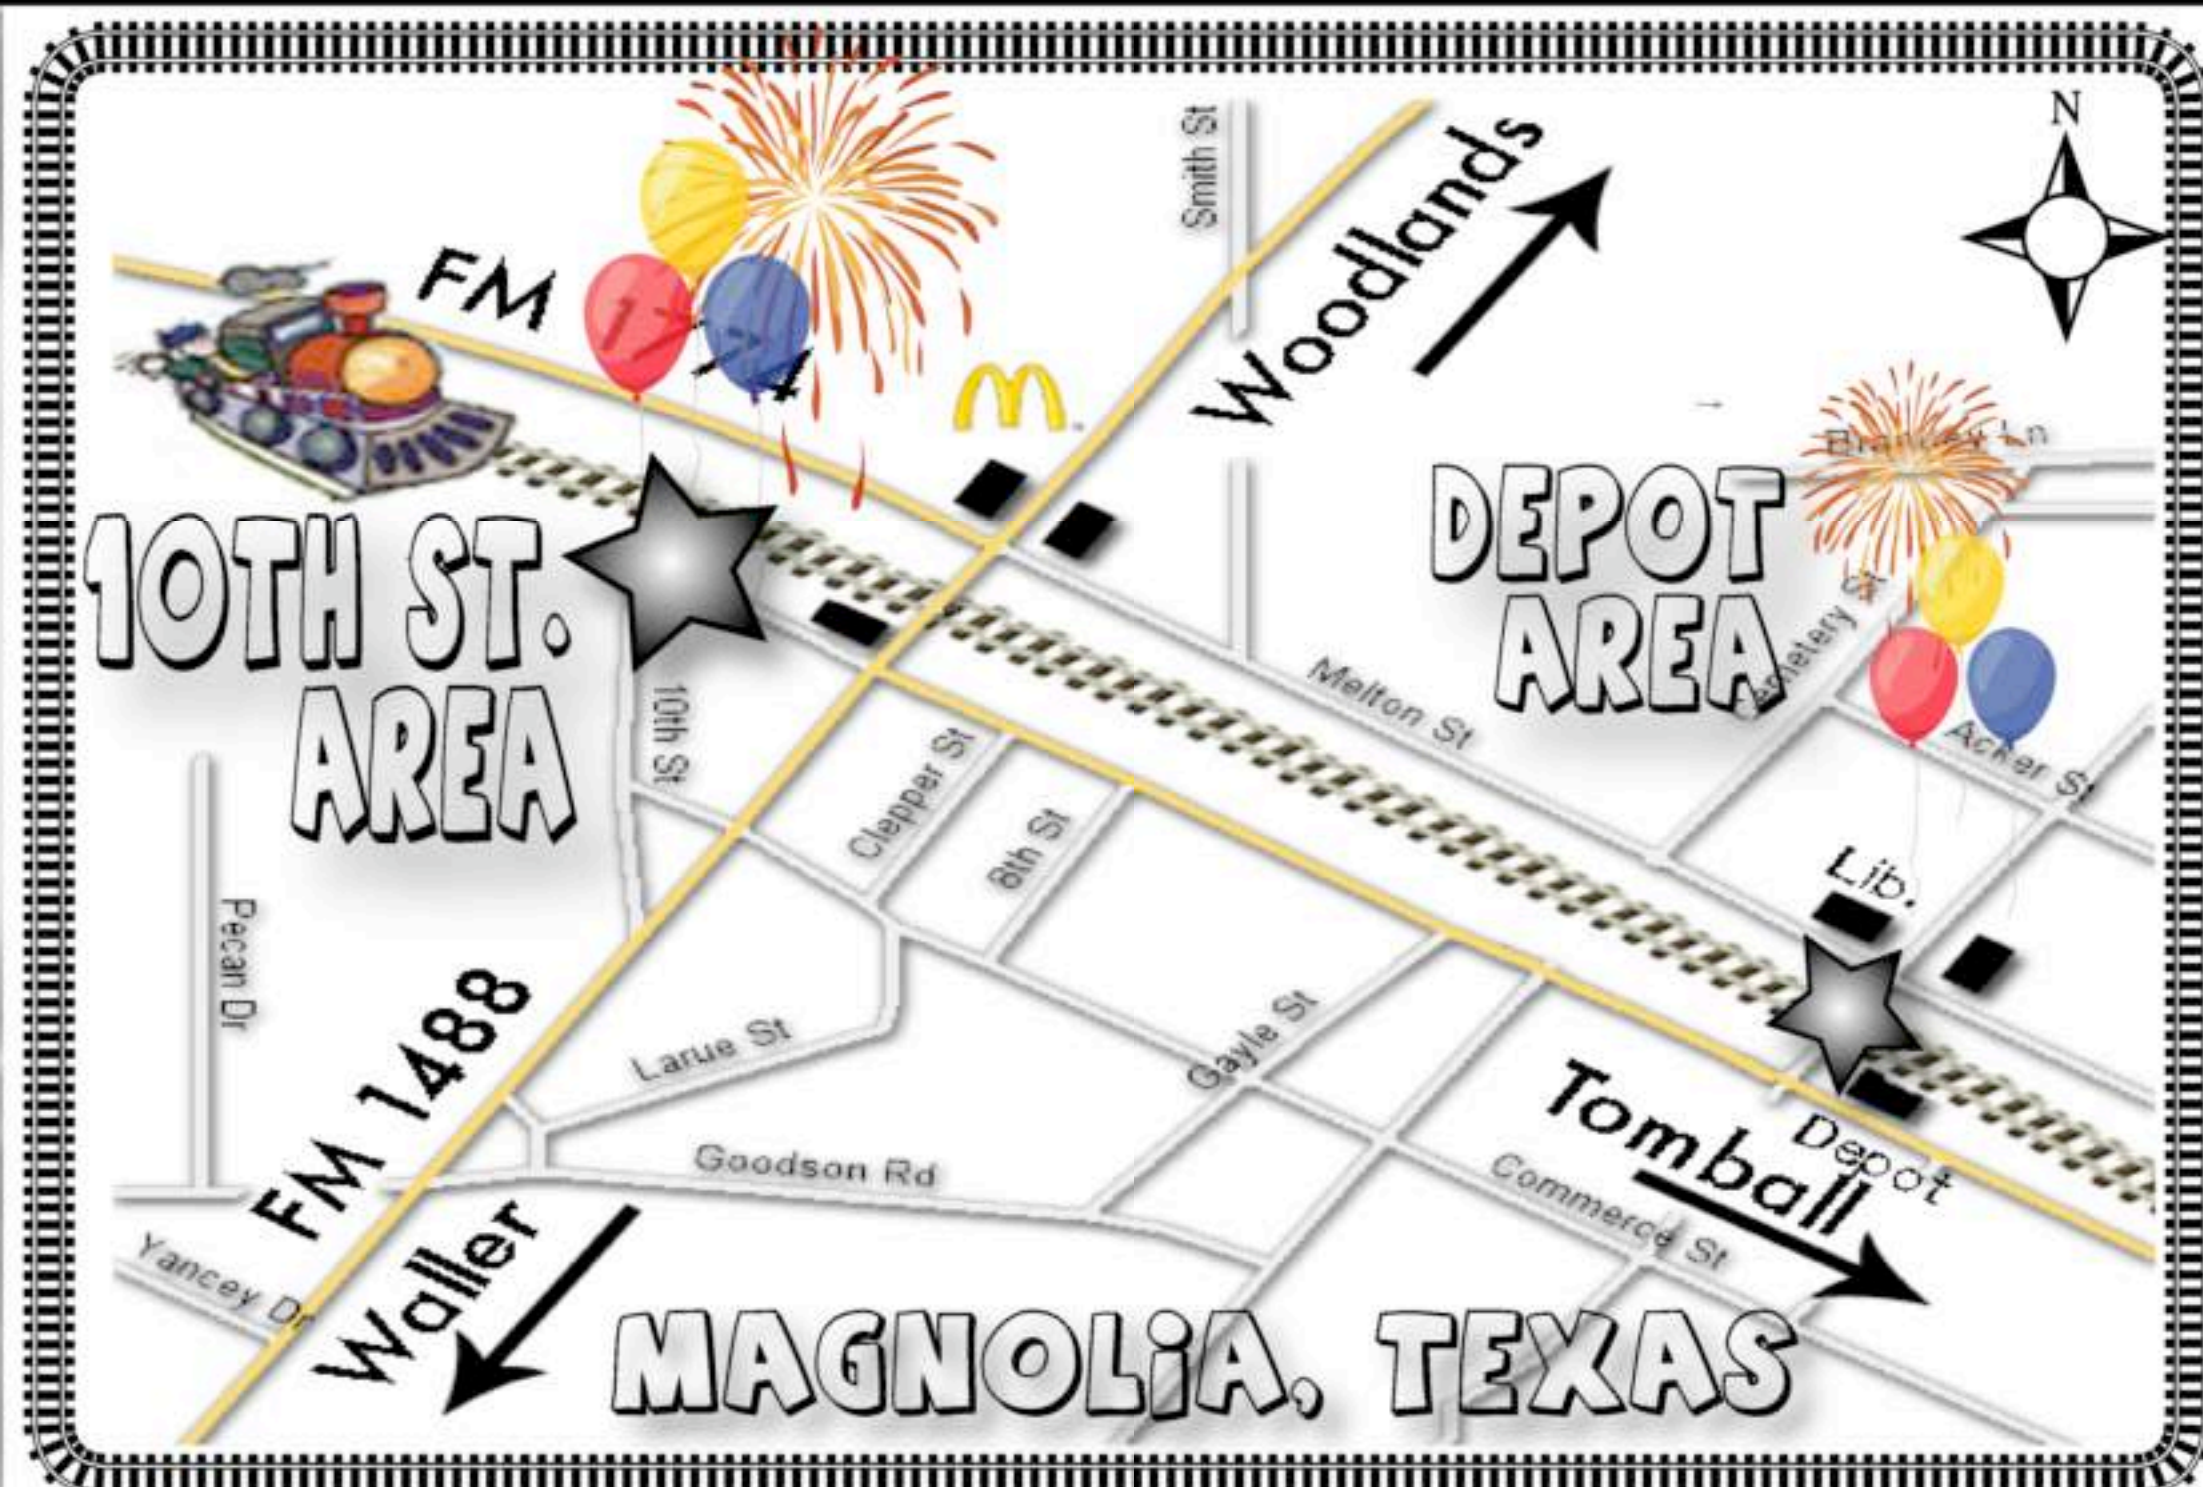 N
Smith St
Woodlands
FM
10TH ST.
AREA
DEPOT
AREA
Ln
Cemetery St
Melton St
Acker St
10th St
Clepper St
8th St
Lib.
Pecan Dr
FM 1488
Larue St
Gayle St
Goodson Rd
Tomball
Depot
Commerce St
Yancey Dr
Waller
MAGNOLiA, TEXAS